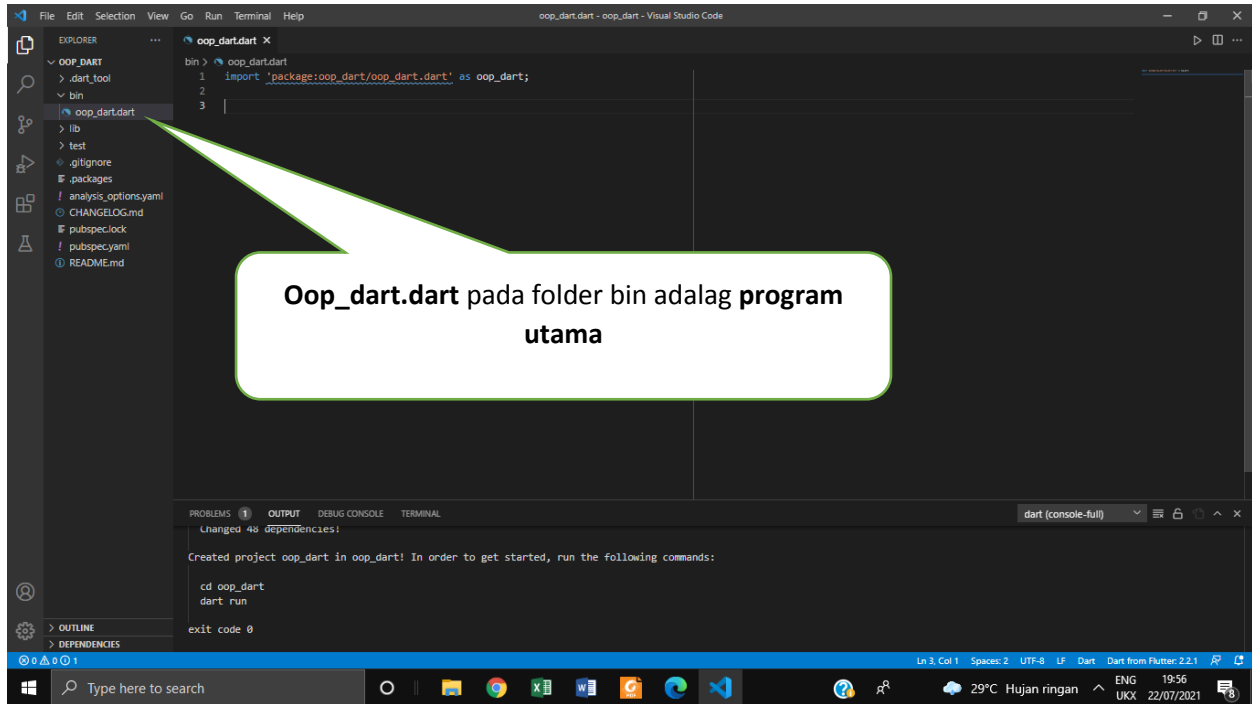 File Edit Selection View Go Run Terminal Help
oop_dart.dart - oop_dart - Visual Studio Code
EXPLORER
OOP_DART
.dart_tool
bin
oop_dart.dart
lib
test
.gitignore
.packages
analysis_options.yaml
CHANGELOG.md
pubspec.lock
pubspec.yaml
README.md
oop_dart.dart
bin > oop_dart.dart
1 import 'package:oop_dart/oop_dart.dart' as oop_dart;
2
3
Oop_dart.dart pada folder bin adalag program
utama
PROBLEMS 1 OUTPUT DEBUG CONSOLE TERMINAL
dart (console-full)
Changed 48 dependencies!
Created project oop_dart in oop_dart! In order to get started, run the following commands:
cd oop_dart
dart run
exit code 0
OUTLINE
DEPENDENCIES
0 0 1
Ln 3, Col 1 Spaces: 2 UTF-8 LF Dart Dart from Flutter: 2.2.1
Type here to search
29°C Hujan ringan
ENG
UKX
19:56
22/07/2021
8